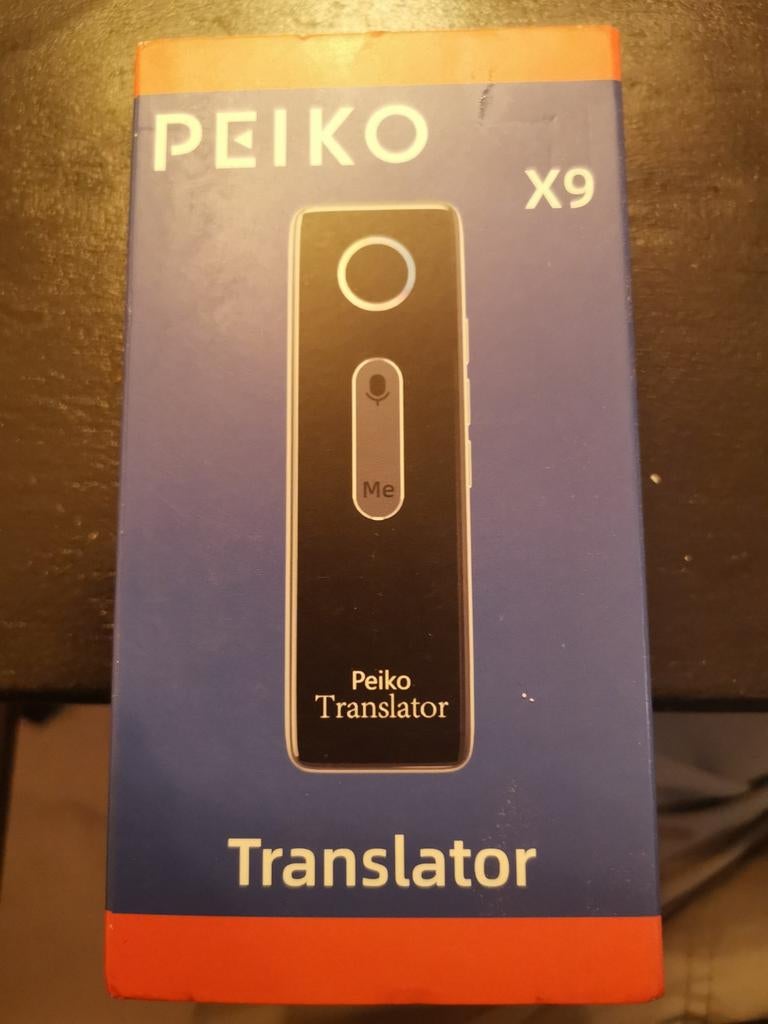 PEIKO
X9
Me
Peiko
Translator
Translator